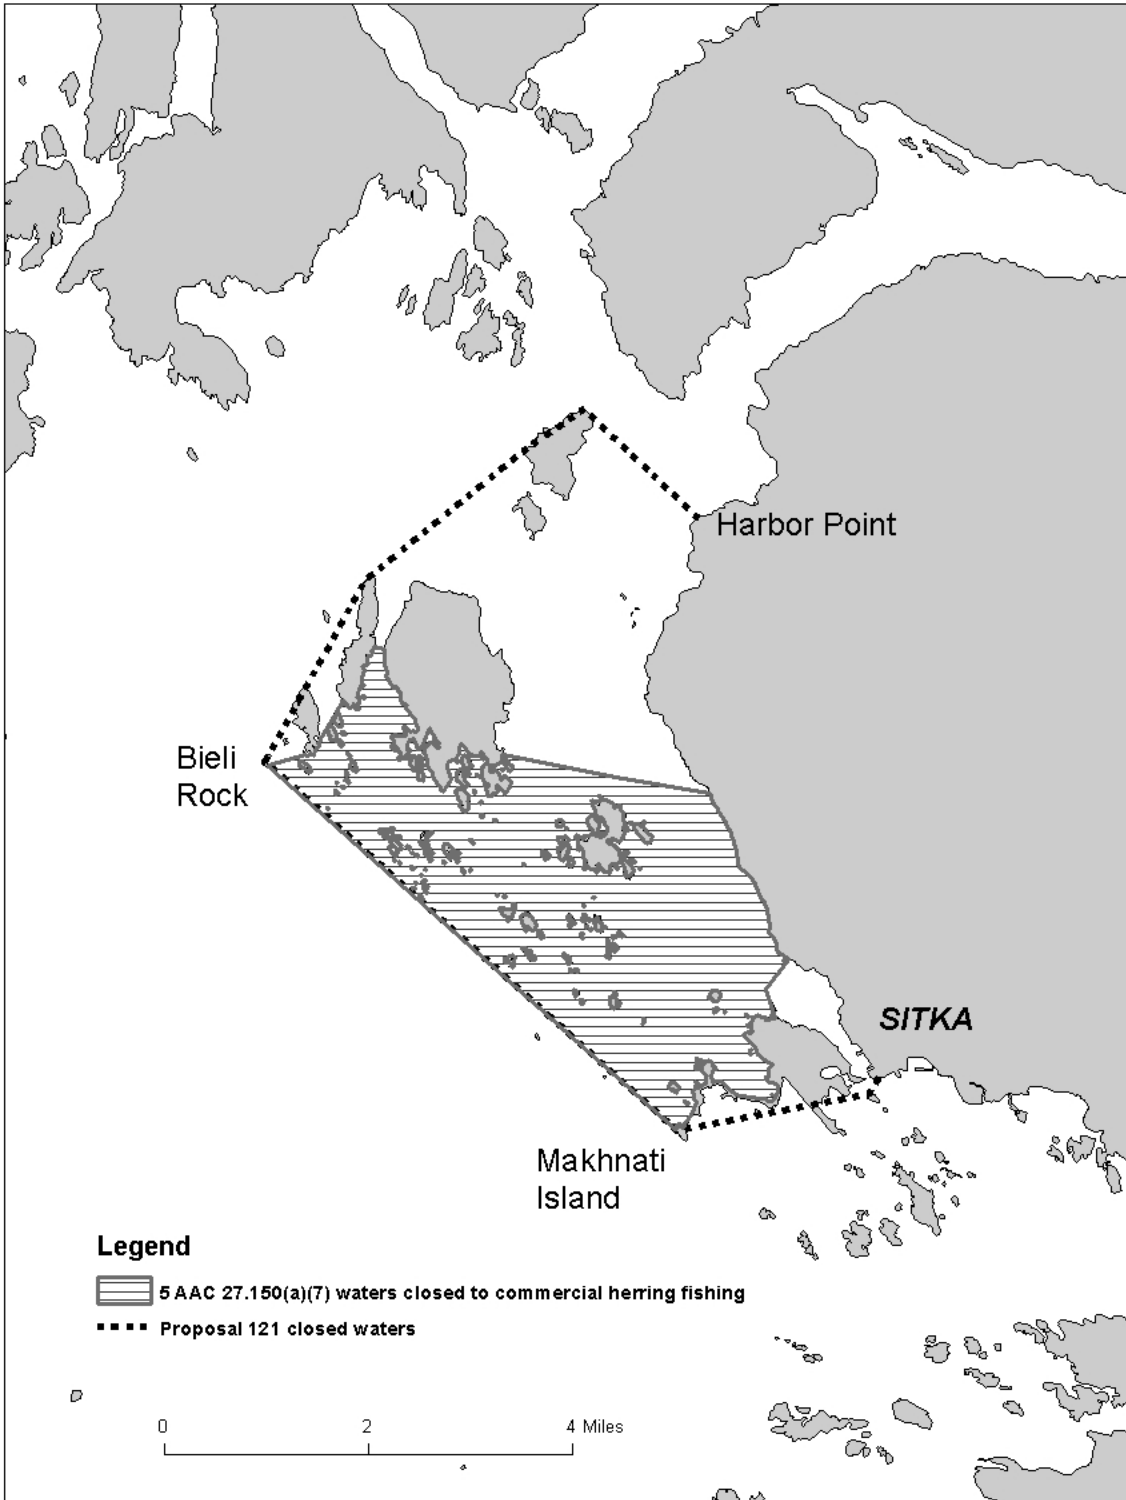 Harbor Point
Bieli
Rock
SITKA
Makhnati
Island
Legend
5 AAC 27.150(a)(7) waters closed to commercial herring fishing
Proposal 121 closed waters
0 2 4 Miles